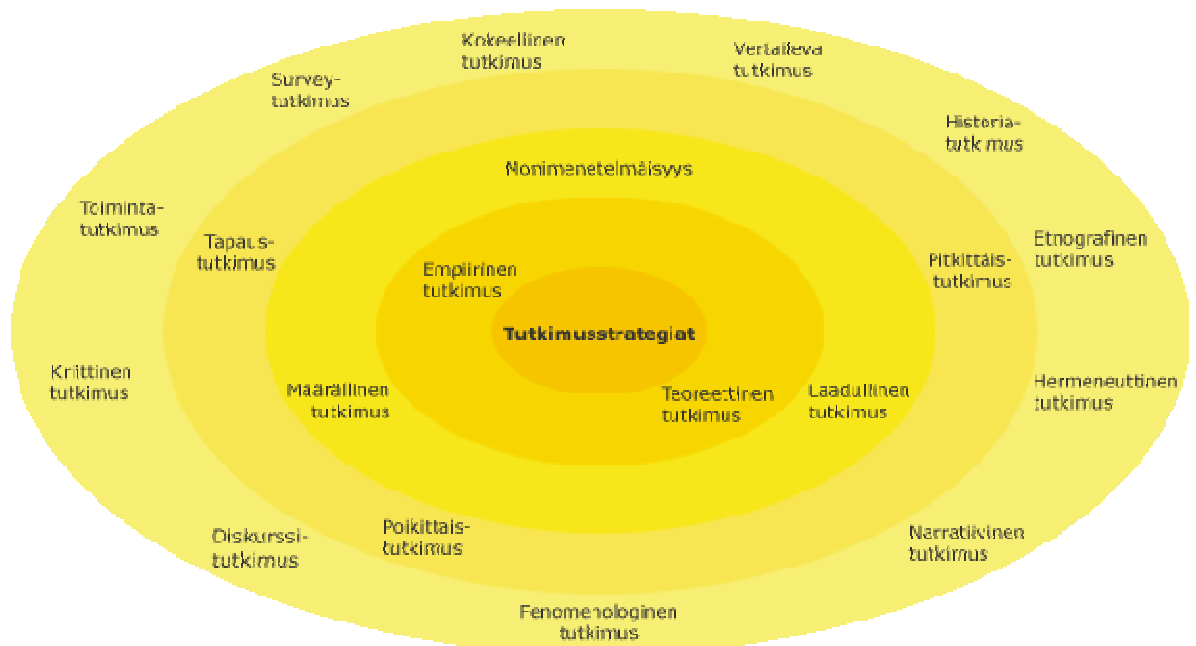 Kokeellinen
tutkimus
Vertaileva
tutkimus
Survey-
tutkimus
Historia-
tutkimus
Monimenetelmäisyys
Toiminta-
tutkimus
Tapaus-
tutkimus
Etnografinen
tutkimus
Pitkittäis-
tutkimus
Empiirinen
tutkimus
Tutkimusstrategiat
Kriittinen
tutkimus
Määrällinen
tutkimus
Teoreettinen
tutkimus
Laadullinen
tutkimus
Hermeneuttinen
tutkimus
Diskurssi-
tutkimus
Poikittais-
tutkimus
Narratiivinen
tutkimus
Fenomenologinen
tutkimus